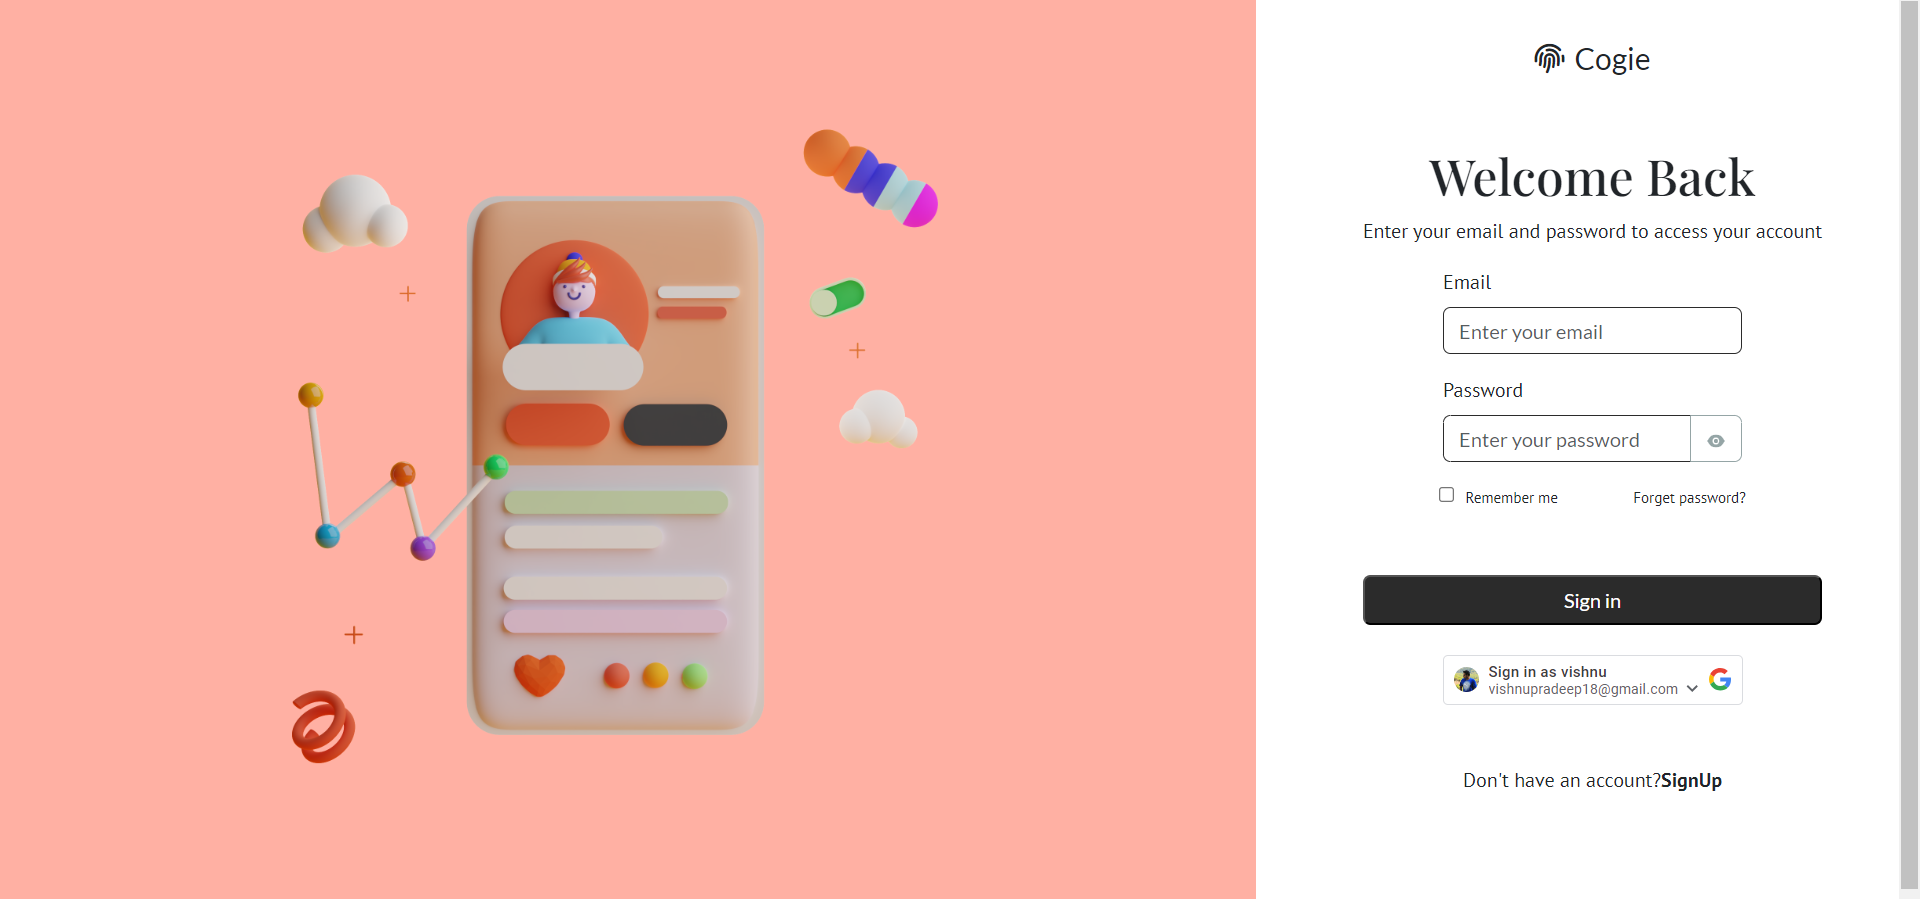 Cogie
Welcome Back
Enter your email and password to access your account
Email
Enter your email
Password
Enter your password
Remember me
Forget password?
Sign in
Sign in as vishnu
vishnupradeep18@gmail.com
Don't have an account?SignUp